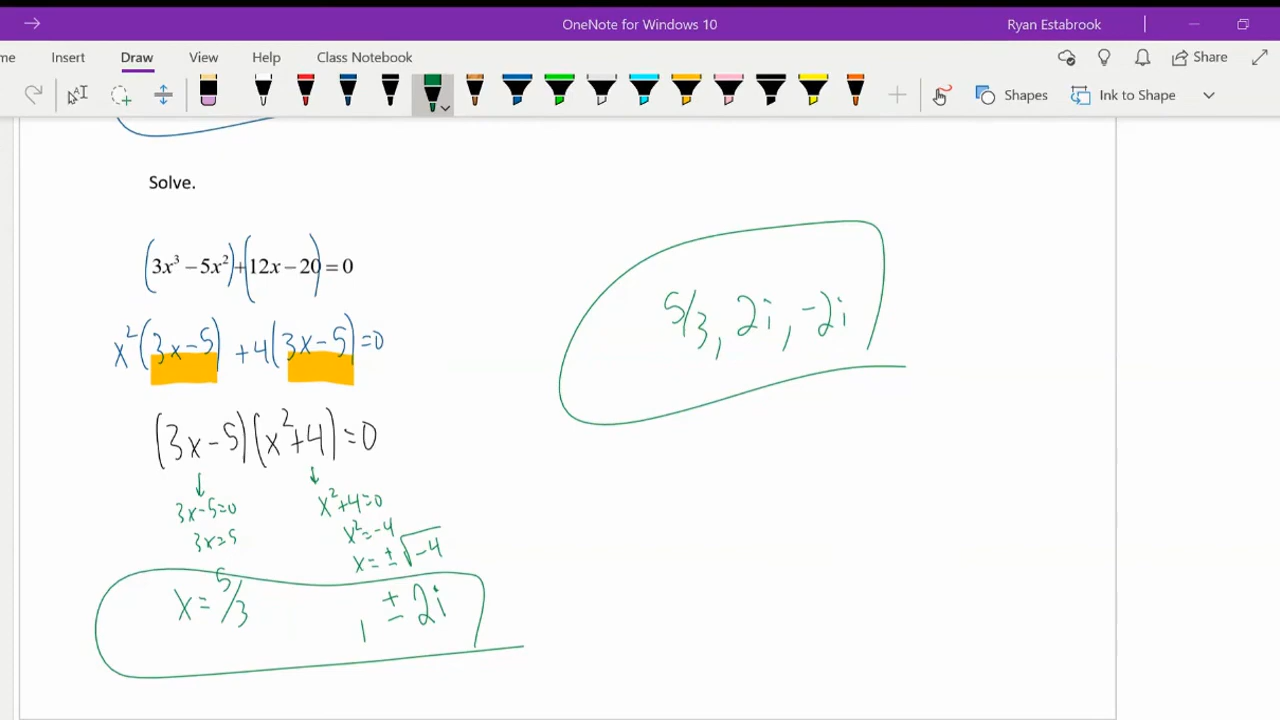 OneNote for Windows 10
Ryan Estabrook
me Insert Draw View Help Class Notebook Share
Shapes Ink to Shape
Solve.
(3x³ − 5x²) + (12x − 20) = 0
x²(3x−5) +4(3x−5)=0
(3x−5)(x²+4)=0
3x−5=0
3x=5
x=5/3
x²+4=0
x²=−4
x=±√−4
, ±2i
5/3, 2i, −2i